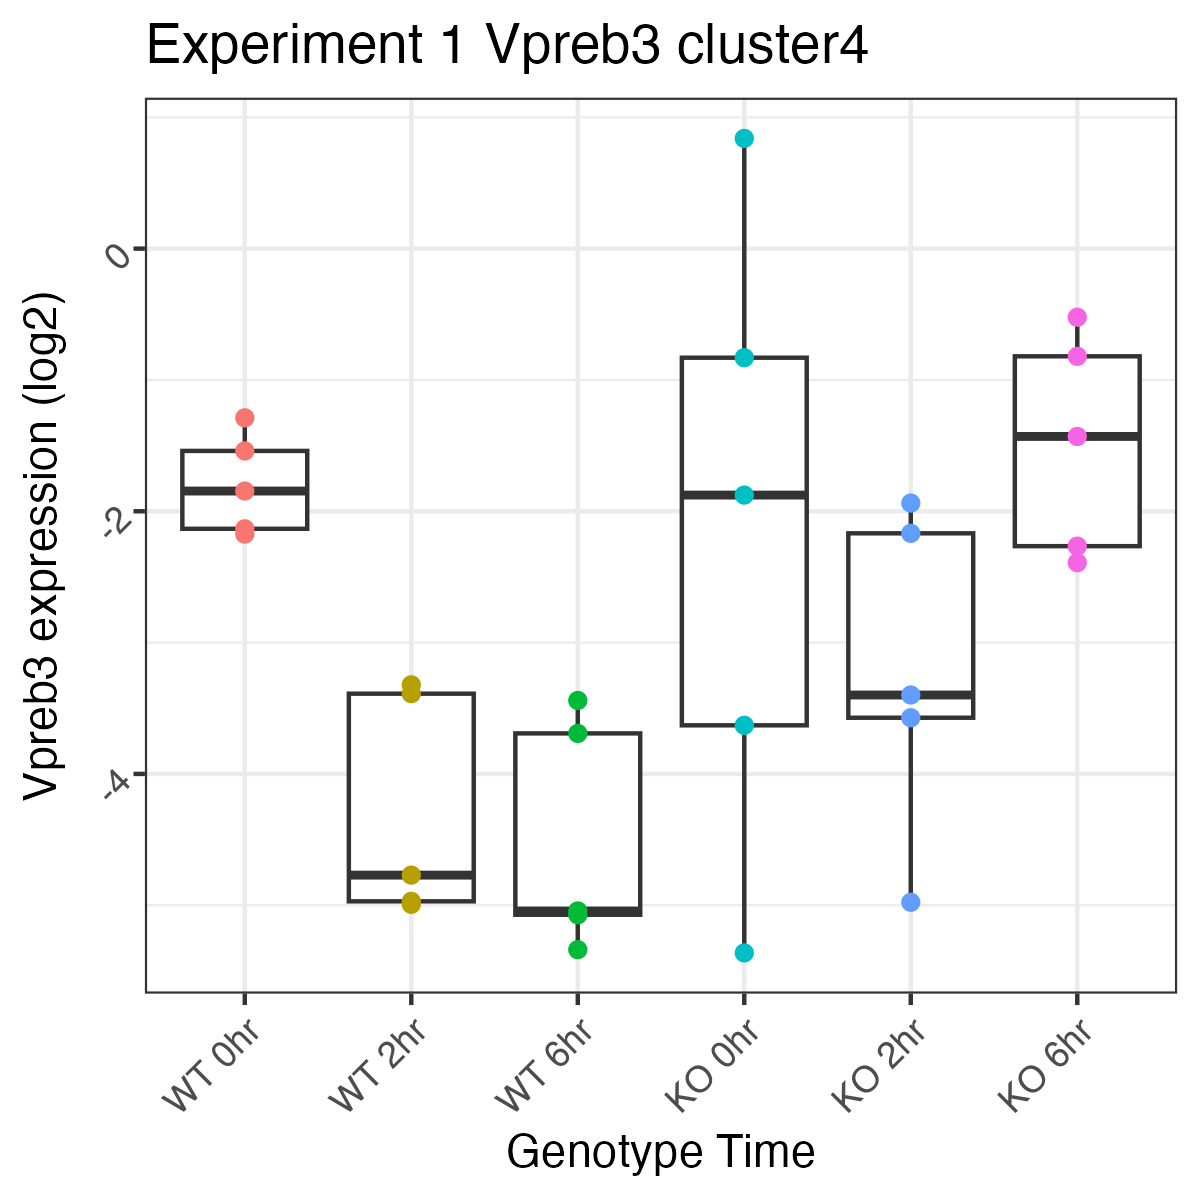 Experiment 1 Vpreb3 cluster4
Vpreb3 expression (log2)
0
-2
-4
WT 0hr
WT 2hr
WT 6hr
KO 0hr
KO 2hr
KO 6hr
Genotype Time